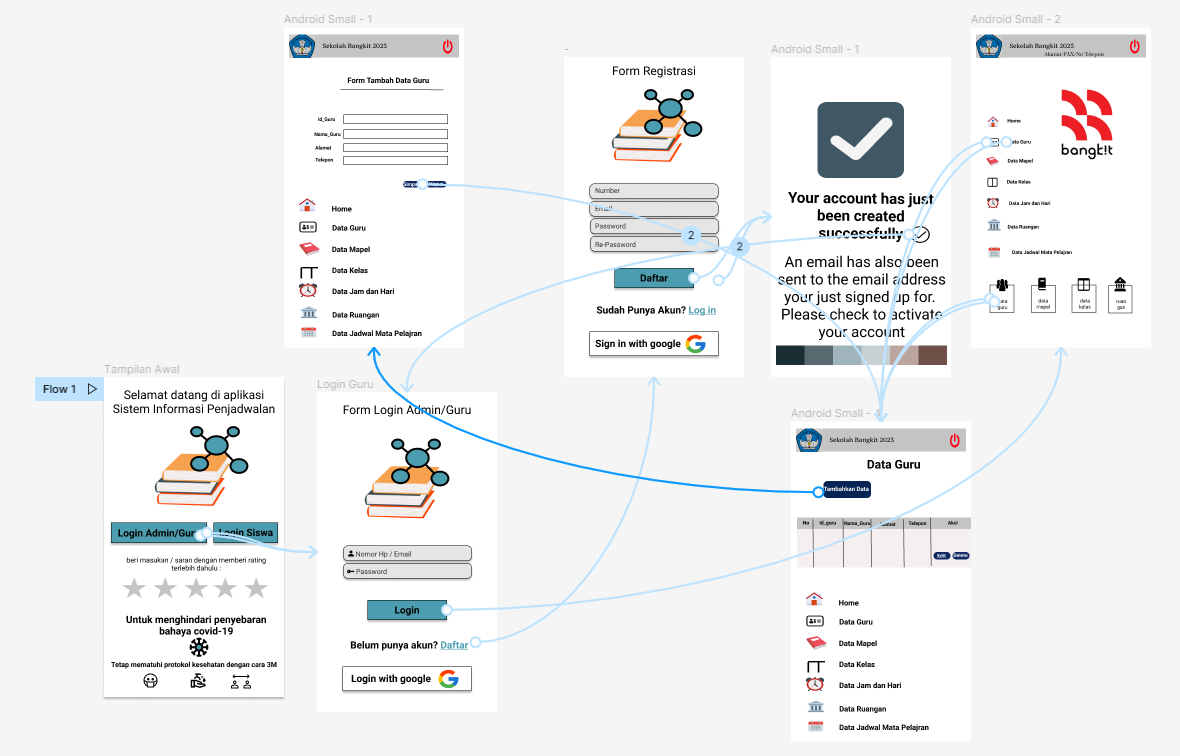 Android Small - 1
Sekolah Bangkit 2025
Form Tambah Data Guru
Id_Guru
Nama_Guru
Alamat
Telepon
Home
Data Guru
Data Mapel
Data Kelas
Data Jam dan Hari
Data Ruangan
Data Jadwal Mata Pelajaran
-
Form Registrasi
Number
Email
Password
Re-Password
2
2
Daftar
Sudah Punya Akun? Log in
Sign in with google
Android Small - 1
Your account has just
been created
successfully
An email has also been
sent to the email address
your just signed up for.
Please check to activate
your account
Android Small - 2
Sekolah Bangkit 2025
Alamat/FAX/No Telepon
bangk!t
Home
Data Guru
Data Mapel
Data Kelas
Data Jam dan Hari
Data Ruangan
Data Jadwal Mata Pelajran
data
guru
data
mapel
data
kelas
ruan
gan
Flow 1
Tampilan Awal
Selamat datang di aplikasi
Sistem Informasi Penjadwalan
Login Admin/Guru
Login Siswa
beri masukan / saran dengan memberi rating
terlebih dahulu :
Untuk menghindari penyebaran
bahaya covid-19
Tetap mematuhi protokol kesehatan dengan cara 3M
Login Guru
Form Login Admin/Guru
Nomor Hp / Email
Password
Login
Belum punya akun? Daftar
Login with google
Android Small - 4
Sekolah Bangkit 2025
Data Guru
Tambahkan Data
No Id_guru Nama_Guru Alamat Telepon Aksi
Edit Delete
Home
Data Guru
Data Mapel
Data Kelas
Data Jam dan Hari
Data Ruangan
Data Jadwal Mata Pelajaran